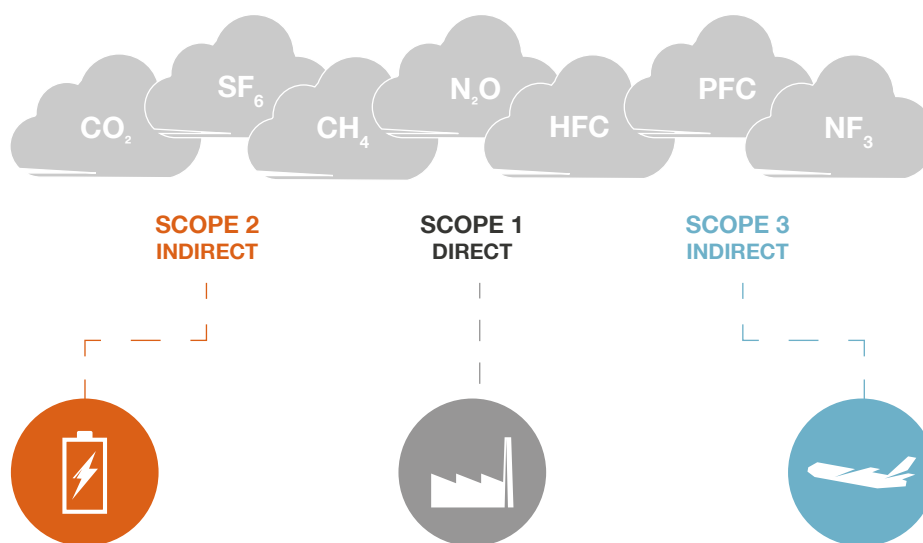 CO₂
SF₆
CH₄
N₂O
HFC
PFC
NF₃
SCOPE 2
INDIRECT
SCOPE 1
DIRECT
SCOPE 3
INDIRECT